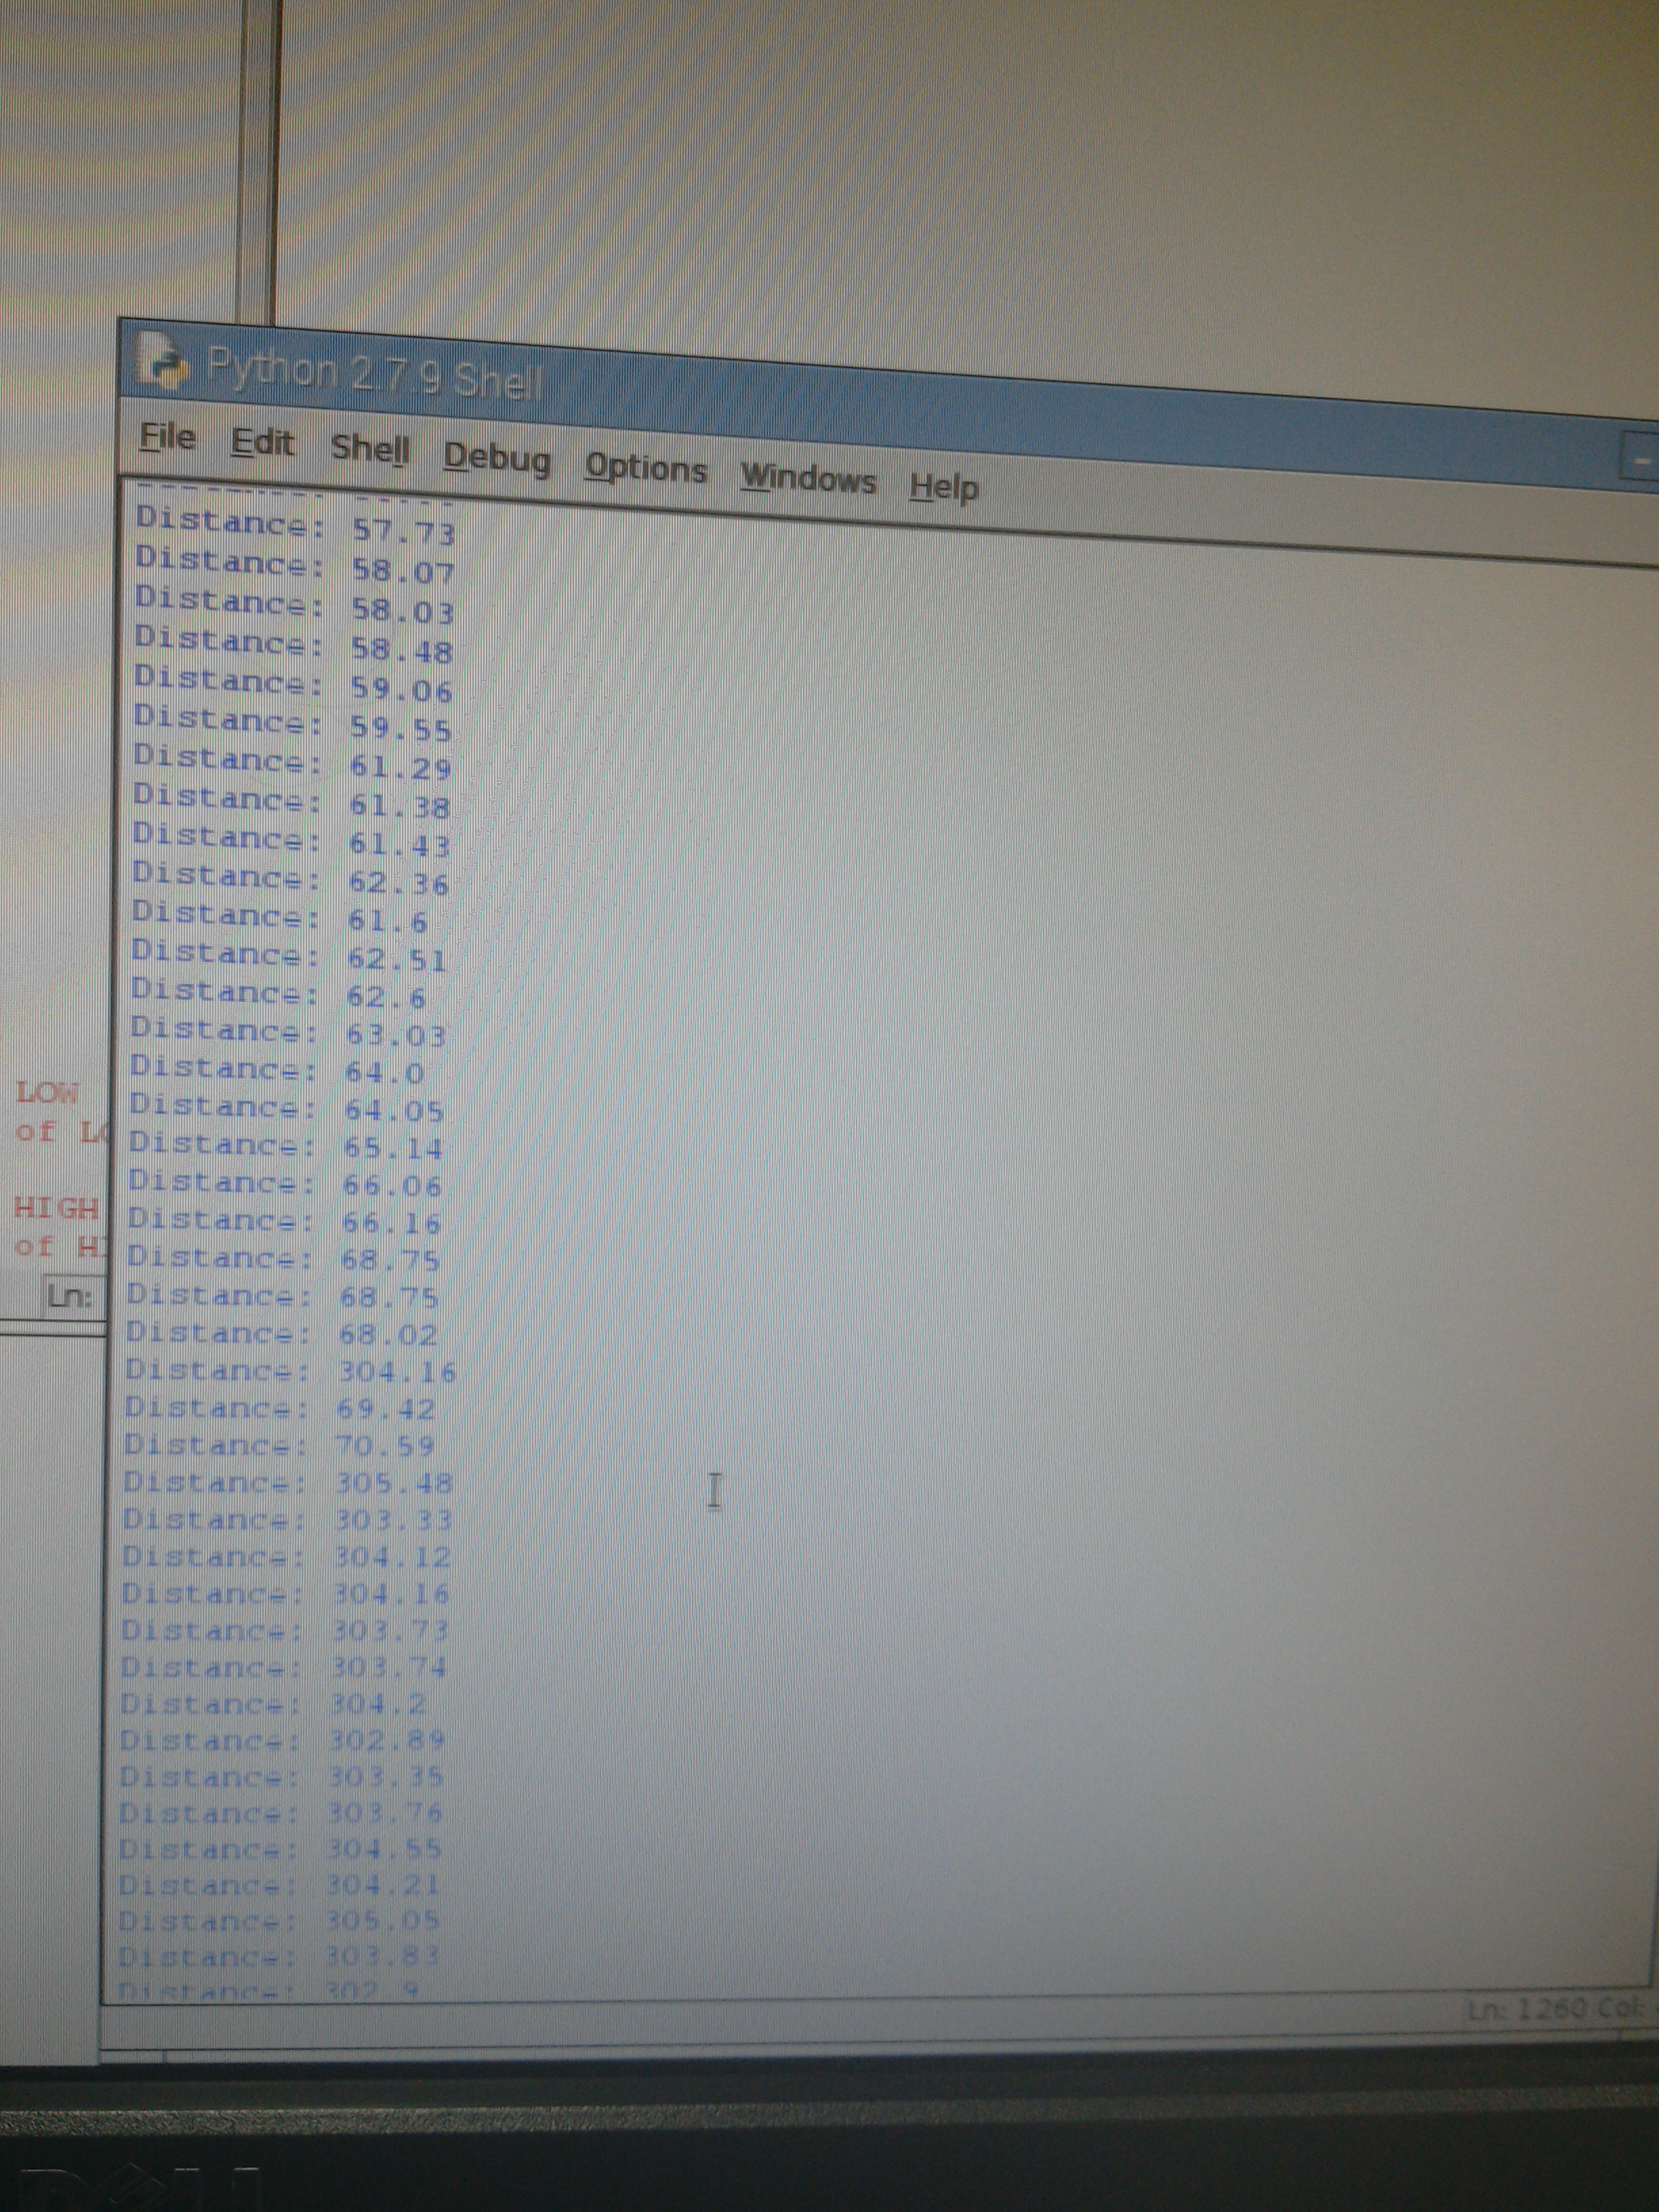 Python 2.7.9 Shell
File Edit Shell Debug Options Windows Help
Distance: 57.73
Distance: 58.07
Distance: 58.03
Distance: 58.48
Distance: 59.06
Distance: 59.55
Distance: 61.29
Distance: 61.38
Distance: 61.43
Distance: 62.36
Distance: 61.6
Distance: 62.51
Distance: 62.6
Distance: 63.03
Distance: 64.0
Distance: 64.05
Distance: 65.14
Distance: 66.06
Distance: 66.16
Distance: 68.75
Distance: 68.75
Distance: 68.02
Distance: 304.16
Distance: 69.42
Distance: 70.59
Distance: 305.48
Distance: 303.33
Distance: 304.12
Distance: 304.16
Distance: 303.73
Distance: 303.74
Distance: 304.2
Distance: 302.89
Distance: 303.35
Distance: 303.76
Distance: 304.55
Distance: 304.21
Distance: 305.05
Distance: 303.83
Distance: 302.9
Ln: 1260 Col:
LOW
of
HIGH
of
Ln:
DELL